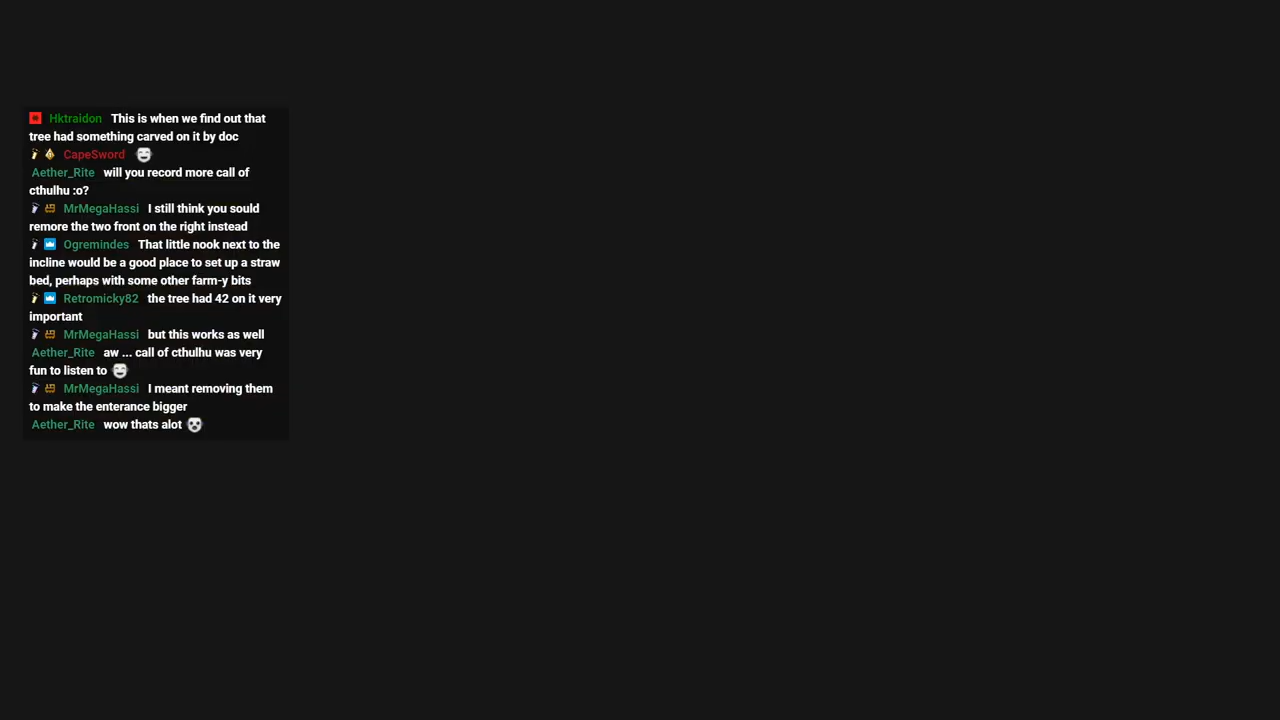 Hktraidon This is when we find out that
tree had something carved on it by doc
CapeSword
Aether_Rite will you record more call of
cthulhu :o?
MrMegaHassi I still think you sould
remore the two front on the right instead
Ogremindes That little nook next to the
incline would be a good place to set up a straw
bed, perhaps with some other farm-y bits
Retromicky82 the tree had 42 on it very
important
MrMegaHassi but this works as well
Aether_Rite aw ... call of cthulhu was very
fun to listen to
MrMegaHassi I meant removing them
to make the enterance bigger
Aether_Rite wow thats alot